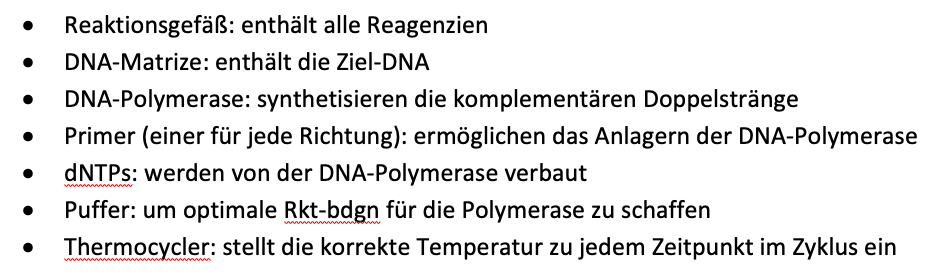 • Reaktionsgefäß: enthält alle Reagenzien
• DNA-Matrize: enthält die Ziel-DNA
• DNA-Polymerase: synthetisieren die komplementären Doppelstränge
• Primer (einer für jede Richtung): ermöglichen das Anlagern der DNA-Polymerase
• dNTPs: werden von der DNA-Polymerase verbaut
• Puffer: um optimale Rkt-bdgn für die Polymerase zu schaffen
• Thermocycler: stellt die korrekte Temperatur zu jedem Zeitpunkt im Zyklus ein